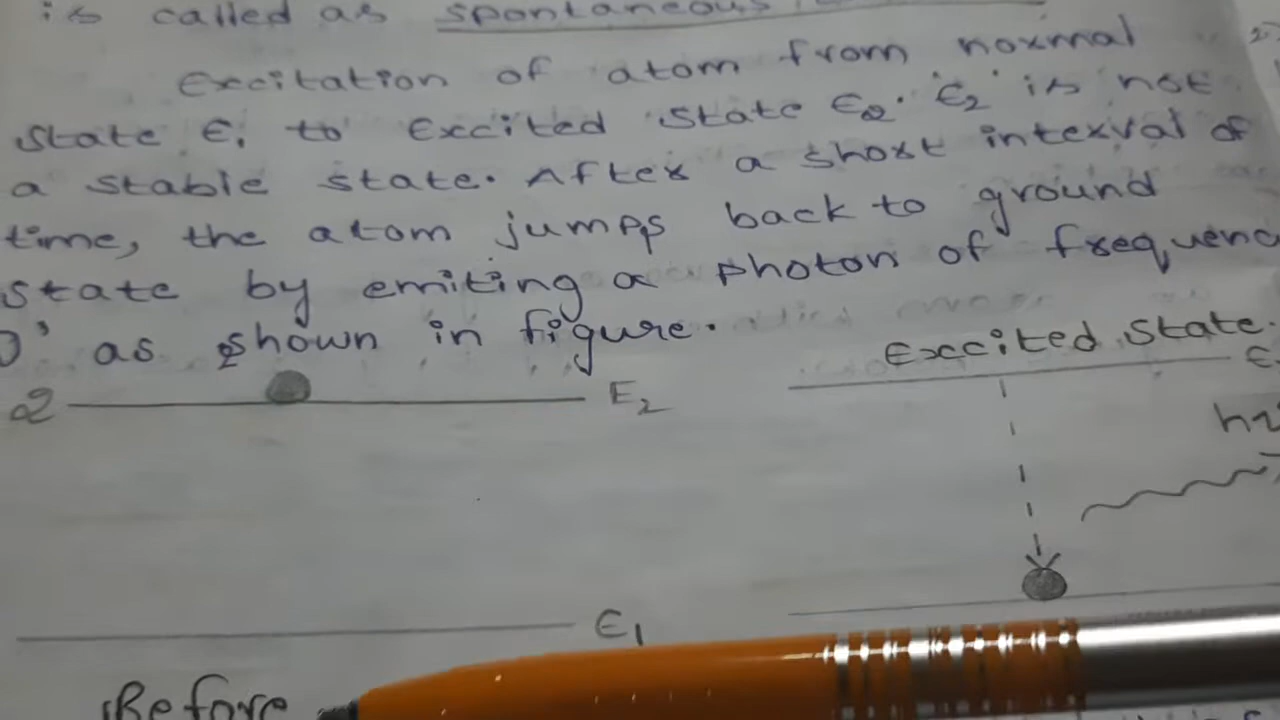 is called as spontaneous
Excitation of atom from normal
state E1 to Excited state E2. 'E2' is not
a stable state. After a short interval of
time, the atom jumps back to ground
state by emiting a photon of frequenc
as shown in figure.
Excited state.
2 E2
E1
Before